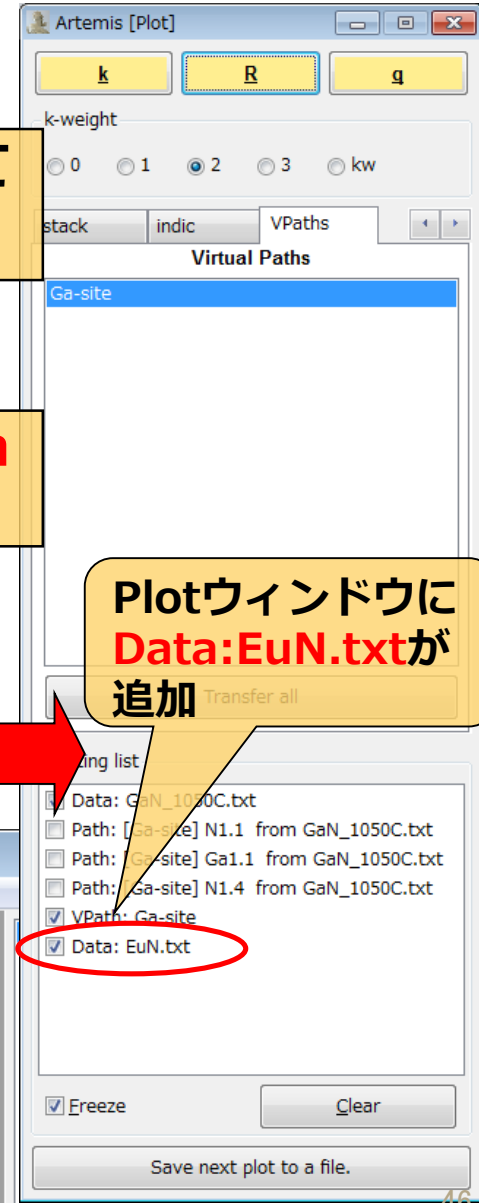 Artemis [Plot]
k
R
q
k-weight
0 1 2 3 kw
stack indic VPaths
Virtual Paths
Ga-site
Plotウィンドウに
Data:EuN.txtが
追加
Transfer all
list
Data: GaN_1050C.txt
Path: [Ga-site] N1.1 from GaN_1050C.txt
Path: [Ga-site] Ga1.1 from GaN_1050C.txt
Path: [Ga-site] N1.4 from GaN_1050C.txt
VPath: Ga-site
Data: EuN.txt
Freeze
Clear
Save next plot to a file.
46